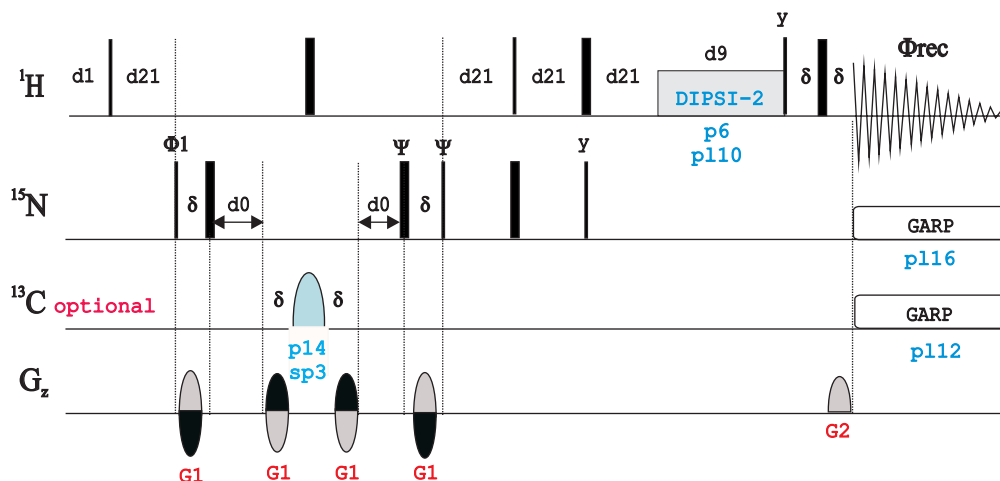 y
d9
Φrec
¹H d1 d21 d21 d21 d21 δ δ
DIPSI-2
p6
pl10
Φ1 Ψ Ψ y
¹⁵N δ d0 d0 δ GARP
pl16
¹³C optional δ δ GARP
p14
sp3
pl12
G_z
G1 G1 G1 G1 G2